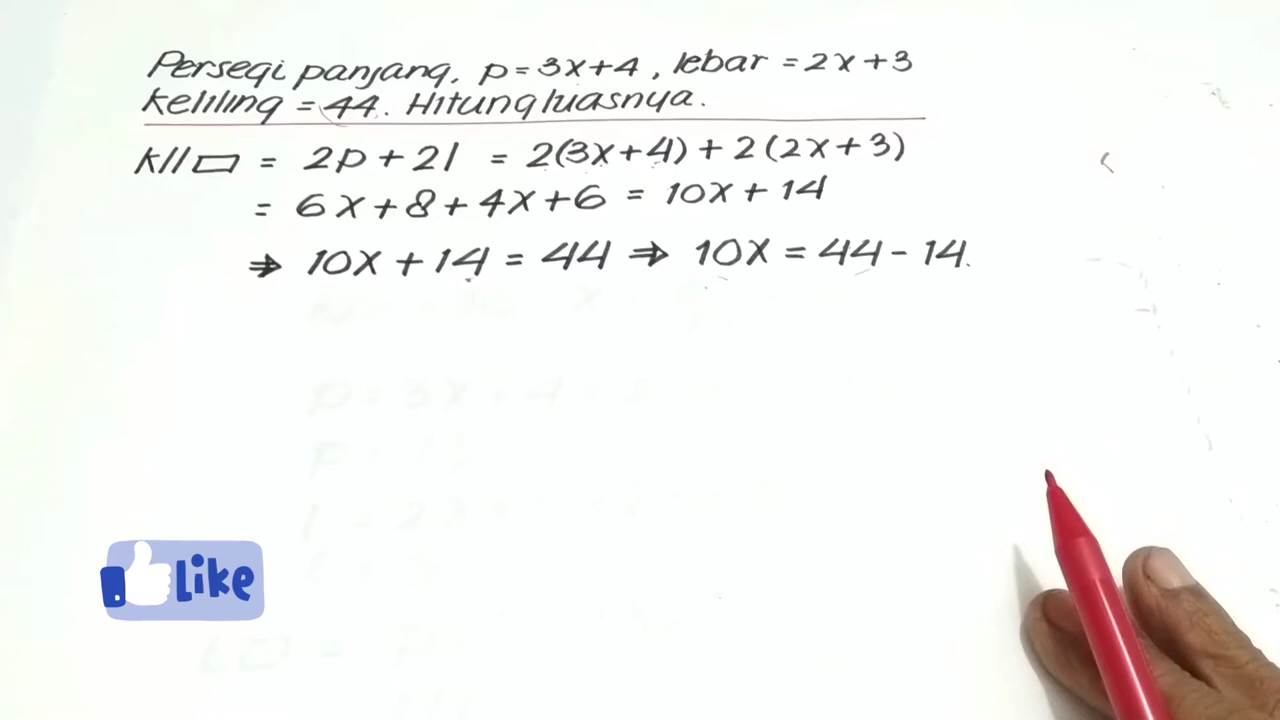 Persegi panjang, p = 3x + 4, lebar = 2x + 3
Keliling = 44. Hitung luasnya.
Kll▭ = 2p + 2l = 2(3x + 4) + 2(2x + 3)
= 6x + 8 + 4x + 6 = 10x + 14
⇒ 10x + 14 = 44 ⇒ 10x = 44 - 14
Like